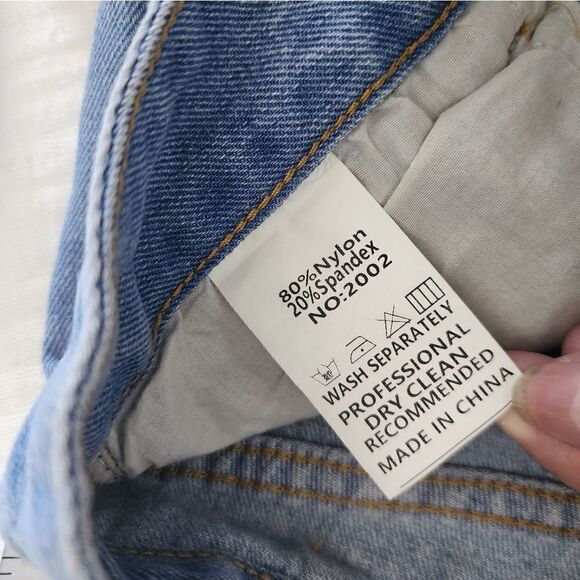 80%Nylon
20%Spandex
NO:2002
WASH SEPARATELY
PROFESSIONAL
DRY CLEAN
RECOMMENDED
MADE IN CHINA